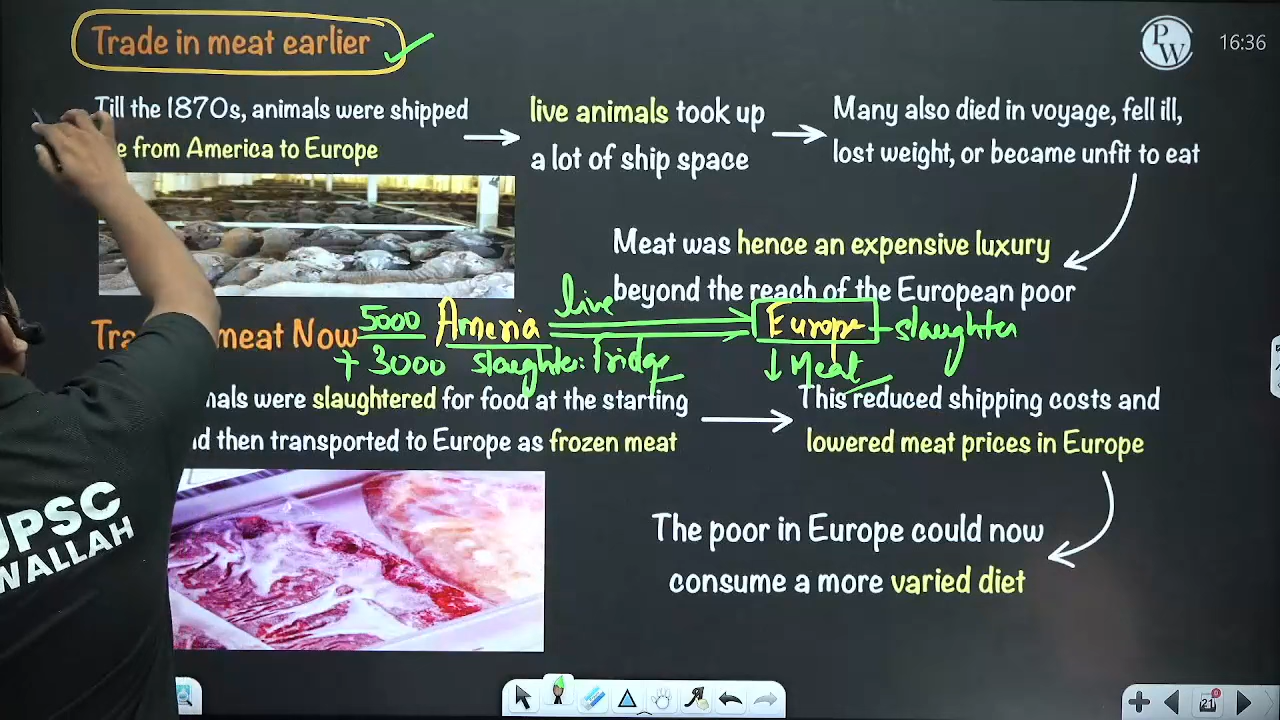 Trade in meat earlier
PW
16:36
Till the 1870s, animals were shipped
from America to Europe
live animals took up
a lot of ship space
Many also died in voyage, fell ill,
lost weight, or became unfit to eat
Meat was hence an expensive luxury
beyond the reach of the European poor
meat Now
5000
Ameria
live
Europe
slaughter
+ 3000
slaughter: fridge
↓ Meat
were slaughtered for food at the starting
then transported to Europe as frozen meat
This reduced shipping costs and
lowered meat prices in Europe
The poor in Europe could now
consume a more varied diet
UPSC
WALLAH
21